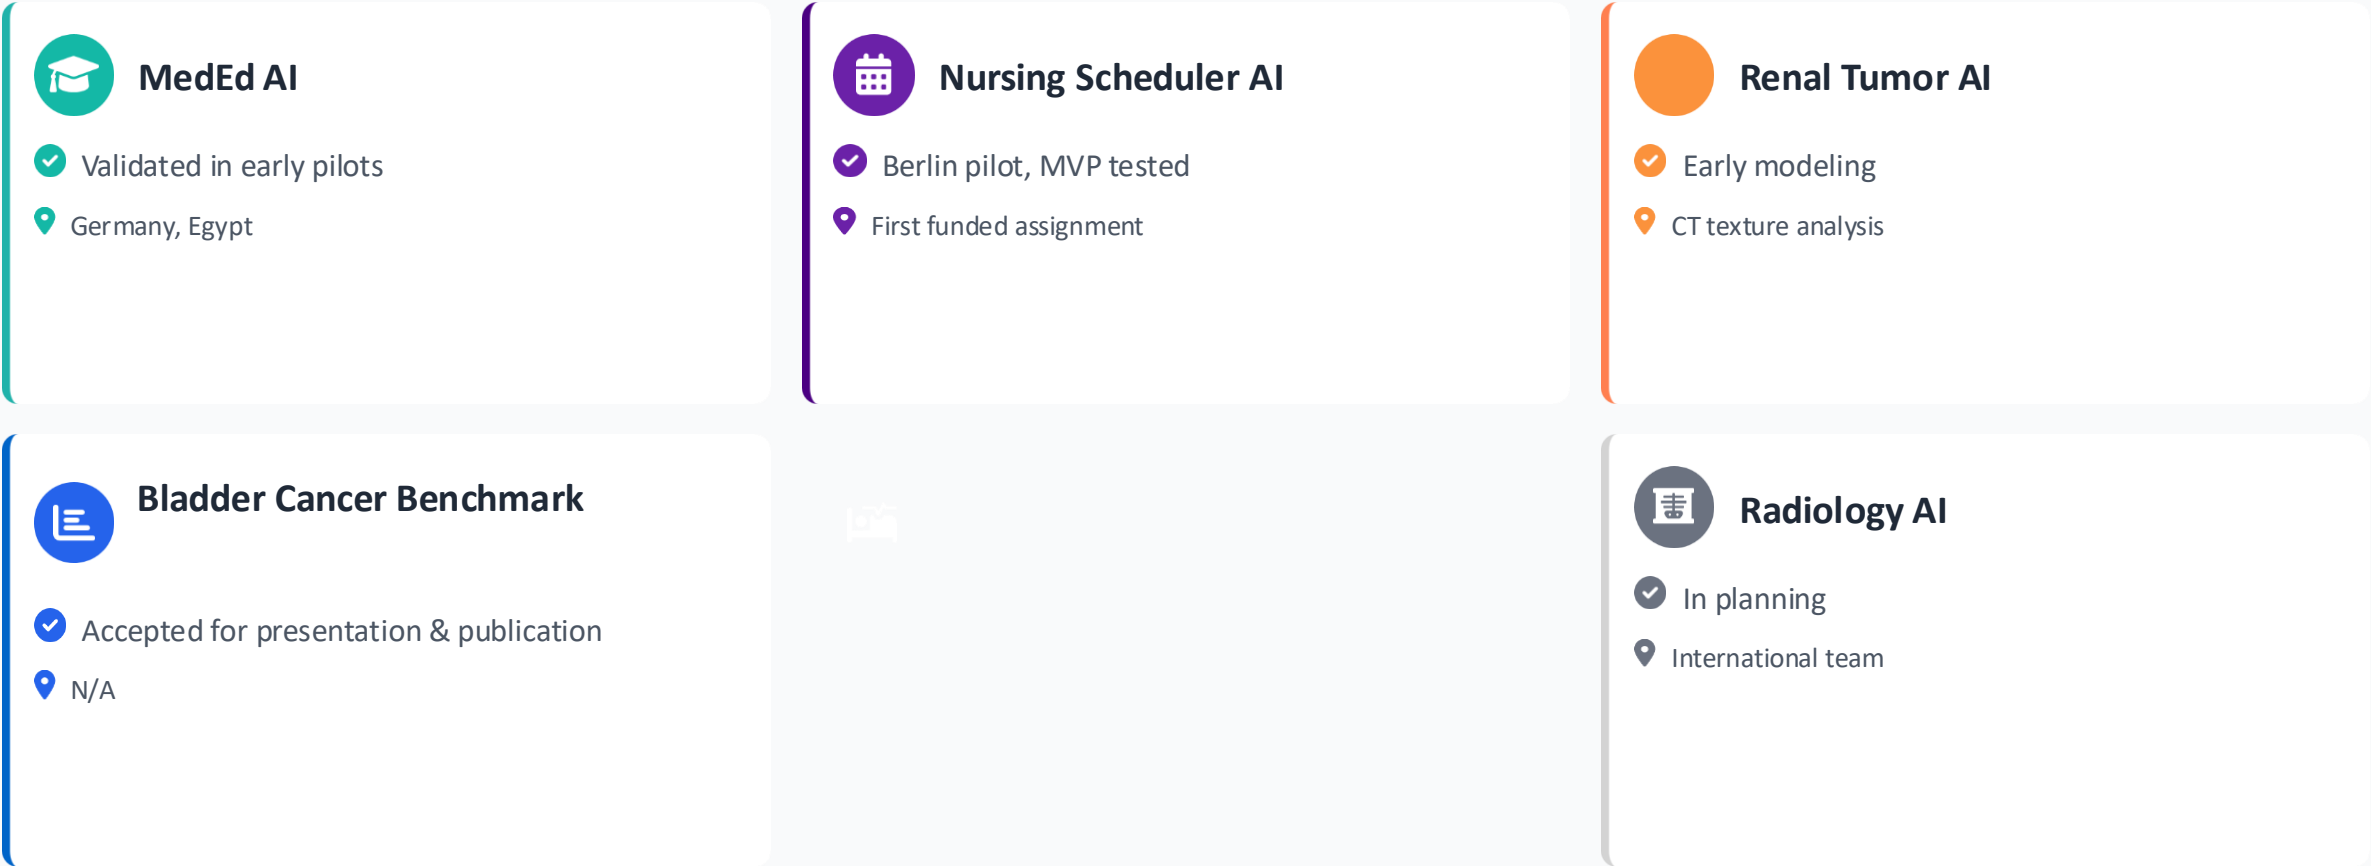 MedEd AI
Validated in early pilots
Germany, Egypt
Nursing Scheduler AI
Berlin pilot, MVP tested
First funded assignment
Renal Tumor AI
Early modeling
CT texture analysis
Bladder Cancer Benchmark
Accepted for presentation & publication
N/A
Radiology AI
In planning
International team